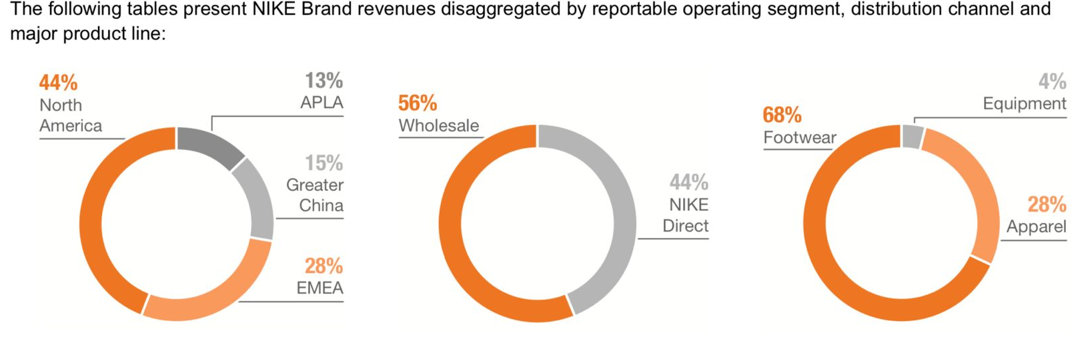 The following tables present NIKE Brand revenues disaggregated by reportable operating segment, distribution channel and
major product line:
44%
North
America
13%
APLA
15%
Greater
China
28%
EMEA
56%
Wholesale
44%
NIKE
Direct
68%
Footwear
4%
Equipment
28%
Apparel